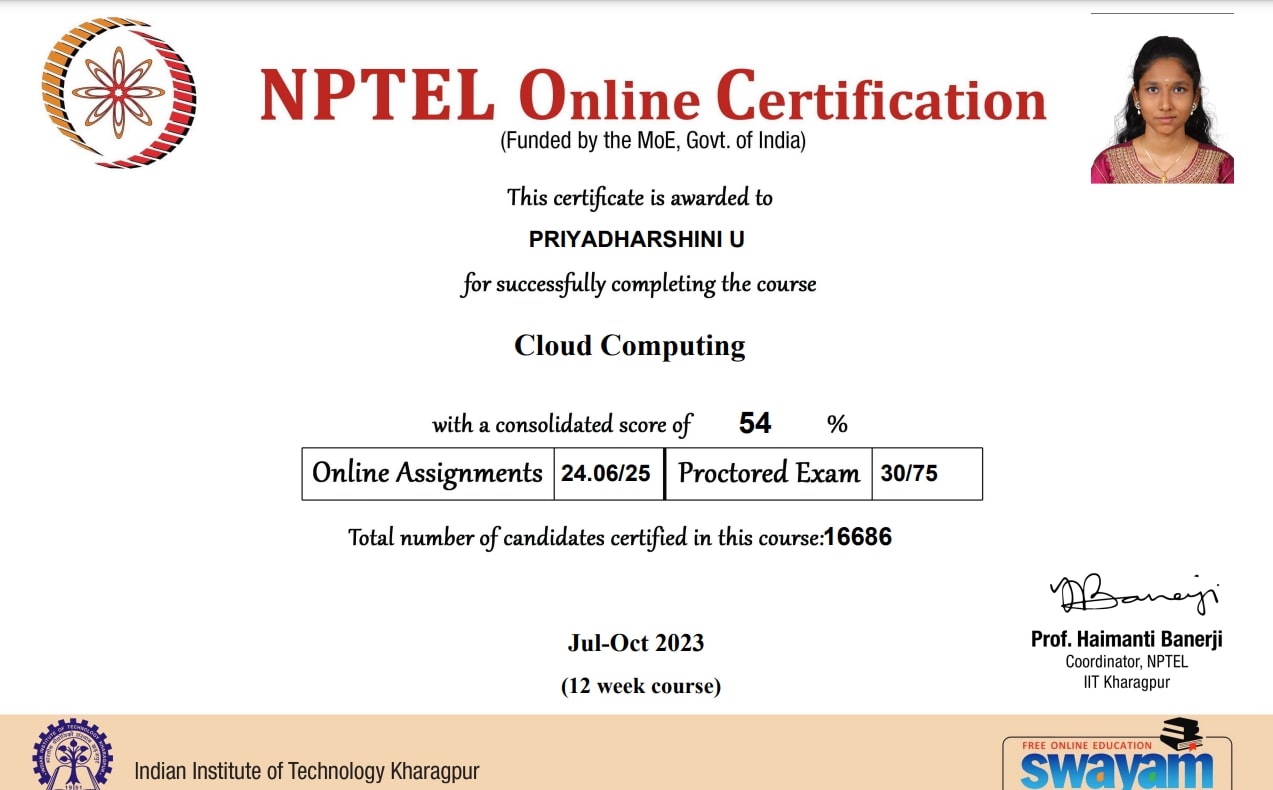 NPTEL Online Certification
(Funded by the MoE, Govt. of India)
This certificate is awarded to
PRIYADHARSHINI U
for successfully completing the course
Cloud Computing
with a consolidated score of 54 %
Online Assignments 24.06/25 Proctored Exam 30/75
Total number of candidates certified in this course:16686
Jul-Oct 2023
(12 week course)
Prof. Haimanti Banerji
Coordinator, NPTEL
IIT Kharagpur
Indian Institute of Technology Kharagpur
FREE ONLINE EDUCATION
swayam